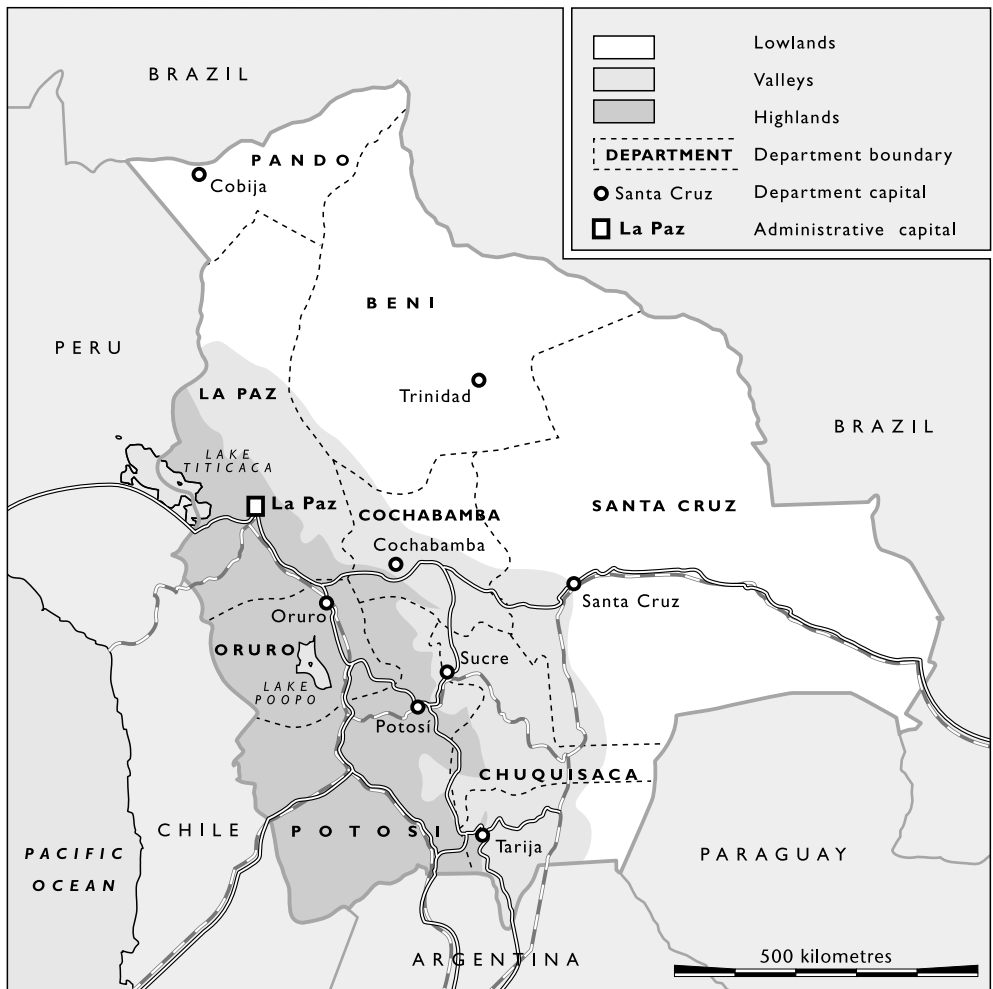 Lowlands
Valleys
Highlands
DEPARTMENT Department boundary
Santa Cruz Department capital
La Paz Administrative capital
BRAZIL
PANDO
Cobija
BENI
PERU
LA PAZ
Trinidad
BRAZIL
LAKE
TITICACA
La Paz
SANTA CRUZ
COCHABAMBA
Cochabamba
Santa Cruz
Oruro
ORURO
Sucre
LAKE
POOPO
Potosí
CHUQUISACA
CHILE
POTOSI
Tarija
PACIFIC
OCEAN
PARAGUAY
ARGENTINA
500 kilometres